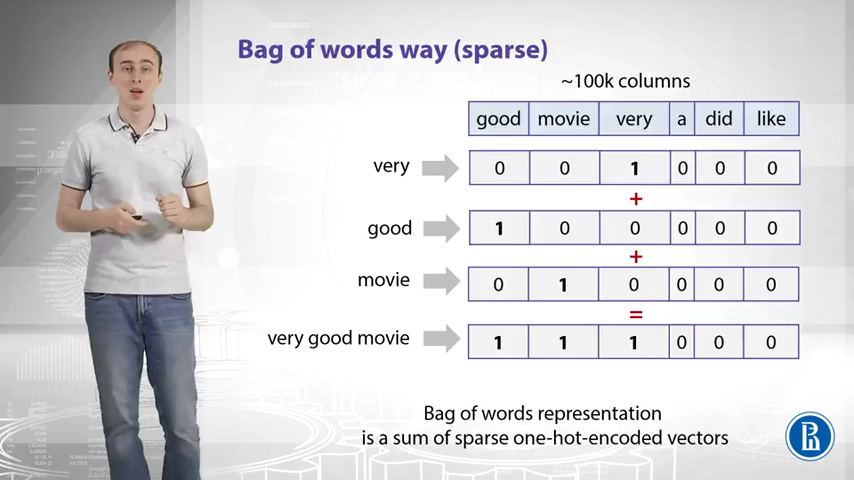 Bag of words way (sparse)
~100k columns
good movie very a did like
very 0 0 1 0 0 0
+
good 1 0 0 0 0 0
+
movie 0 1 0 0 0 0
=
very good movie 1 1 1 0 0 0
Bag of words representation
is a sum of sparse one-hot-encoded vectors